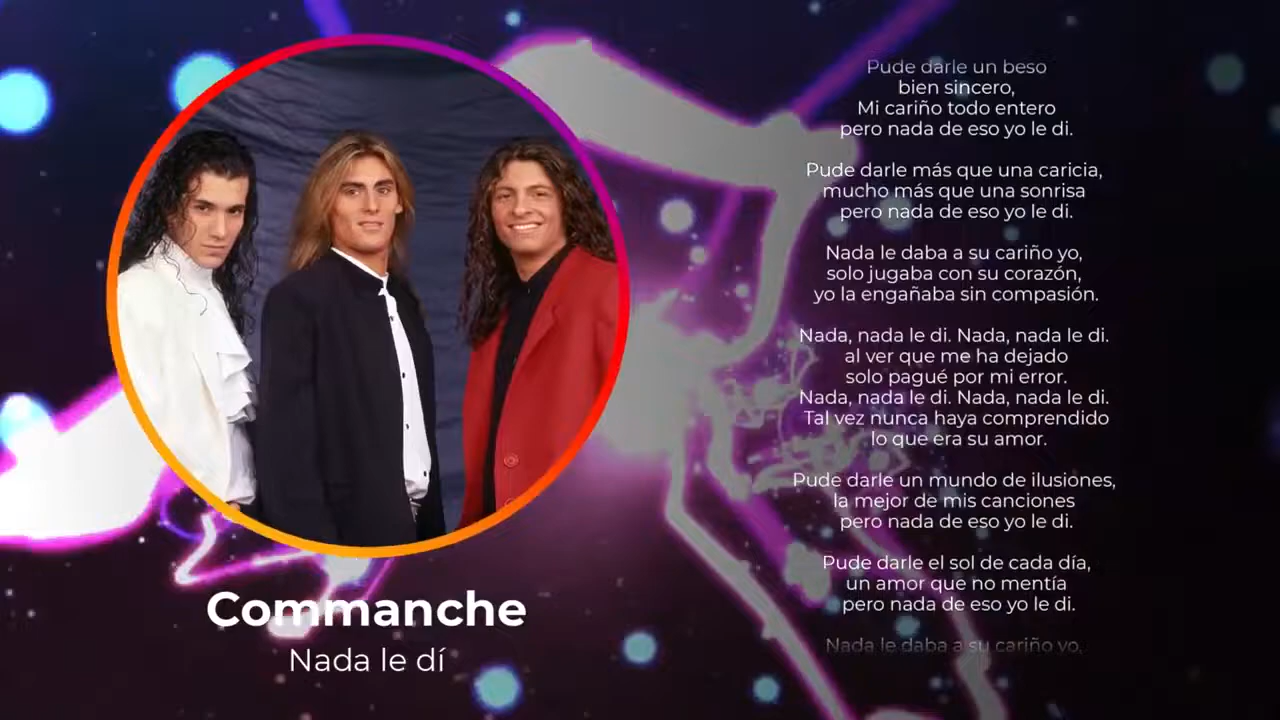 Commanche
Nada le dí
Pude darle un beso
bien sincero,
Mi cariño todo entero
pero nada de eso yo le di.
Pude darle más que una caricia,
mucho más que una sonrisa
pero nada de eso yo le di.
Nada le daba a su cariño yo,
solo jugaba con su corazón,
yo la engañaba sin compasión.
Nada, nada le di. Nada, nada le di.
al ver que me ha dejado
solo pagué por mi error.
Nada, nada le di. Nada, nada le di.
Tal vez nunca haya comprendido
lo que era su amor.
Pude darle un mundo de ilusiones,
la mejor de mis canciones
pero nada de eso yo le di.
Pude darle el sol de cada día,
un amor que no mentía
pero nada de eso yo le di.
Nada le daba a su cariño yo,